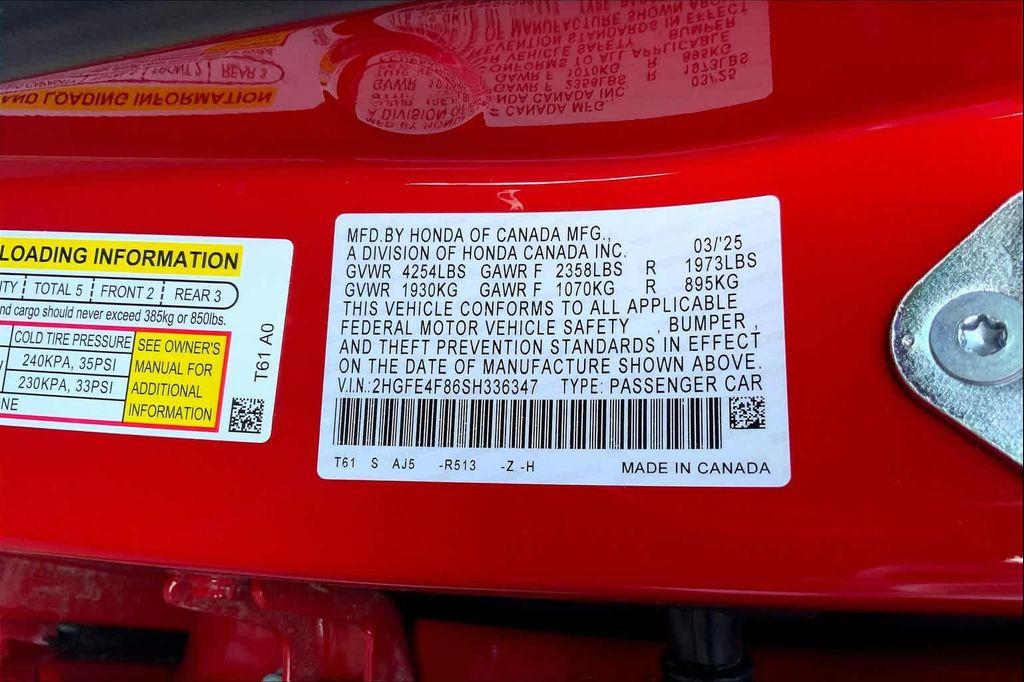 LOADING INFORMATION
TOTAL 5 FRONT 2 REAR 3
and cargo should never exceed 385kg or 850lbs.
COLD TIRE PRESSURE
240KPA, 35PSI
230KPA, 33PSI
SEE OWNER'S
MANUAL FOR
ADDITIONAL
INFORMATION
T61 A0
MFD.BY HONDA OF CANADA MFG.,
A DIVISION OF HONDA CANADA INC. 03/'25
GVWR 4254LBS GAWR F 2358LBS R 1973LBS
GVWR 1930KG GAWR F 1070KG R 895KG
THIS VEHICLE CONFORMS TO ALL APPLICABLE
FEDERAL MOTOR VEHICLE SAFETY , BUMPER ,
AND THEFT PREVENTION STANDARDS IN EFFECT
ON THE DATE OF MANUFACTURE SHOWN ABOVE.
V.I.N.:2HGFE4F86SH336347 TYPE: PASSENGER CAR
T61 S AJ5 -R513 -Z -H MADE IN CANADA